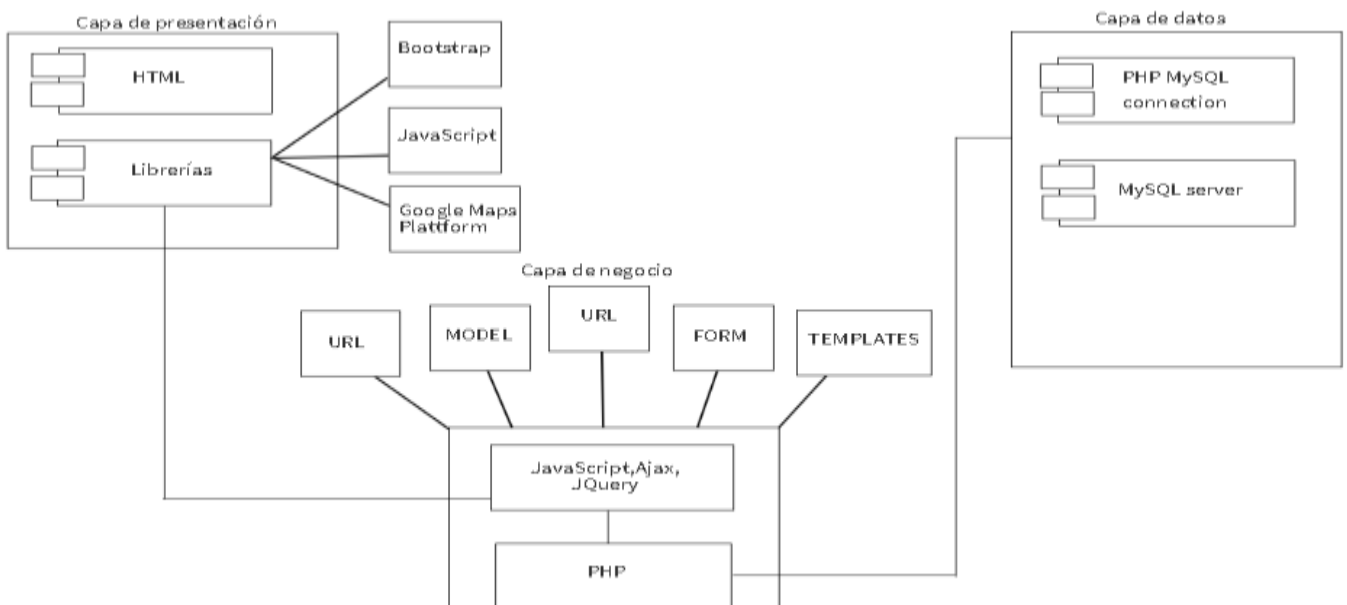 Capa de presentación
HTML
Librerías
Bootstrap
JavaScript
Google Maps
Plattform
Capa de datos
PHP MySQL
connection
MySQL server
Capa de negocio
URL
MODEL
URL
FORM
TEMPLATES
JavaScript,Ajax,
JQuery
PHP